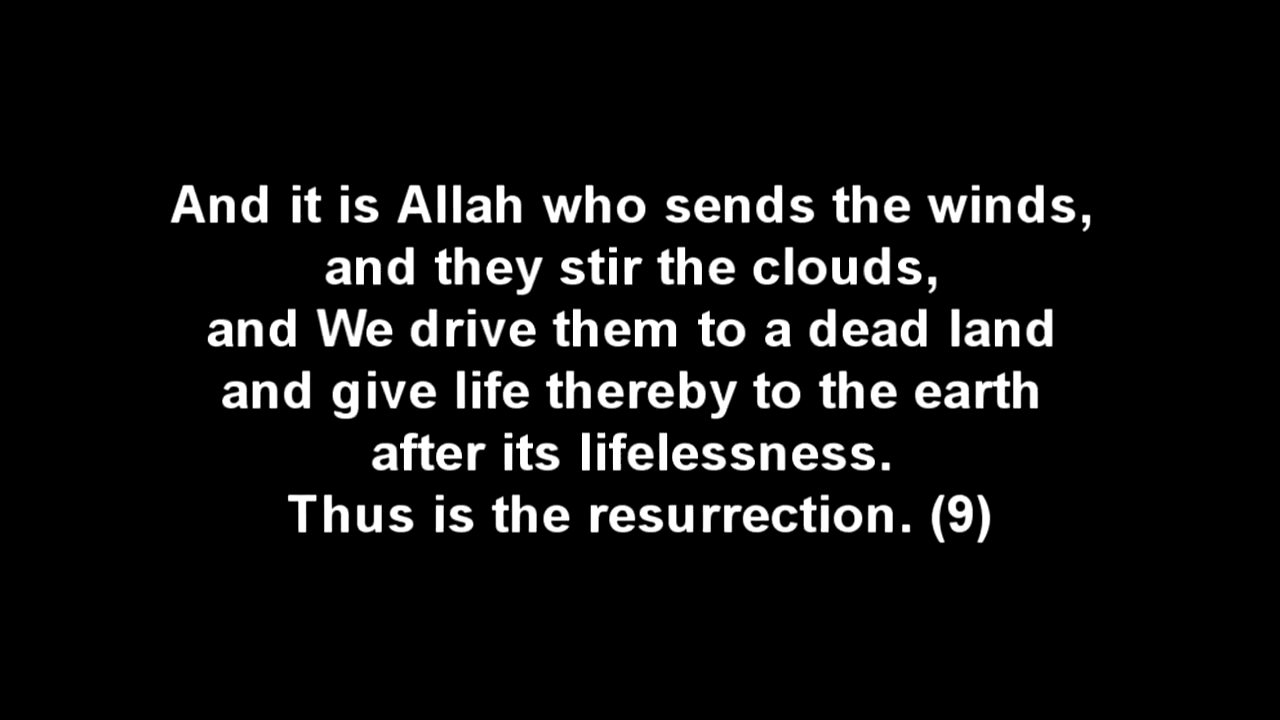 And it is Allah who sends the winds,
and they stir the clouds,
and We drive them to a dead land
and give life thereby to the earth
after its lifelessness.
Thus is the resurrection. (9)